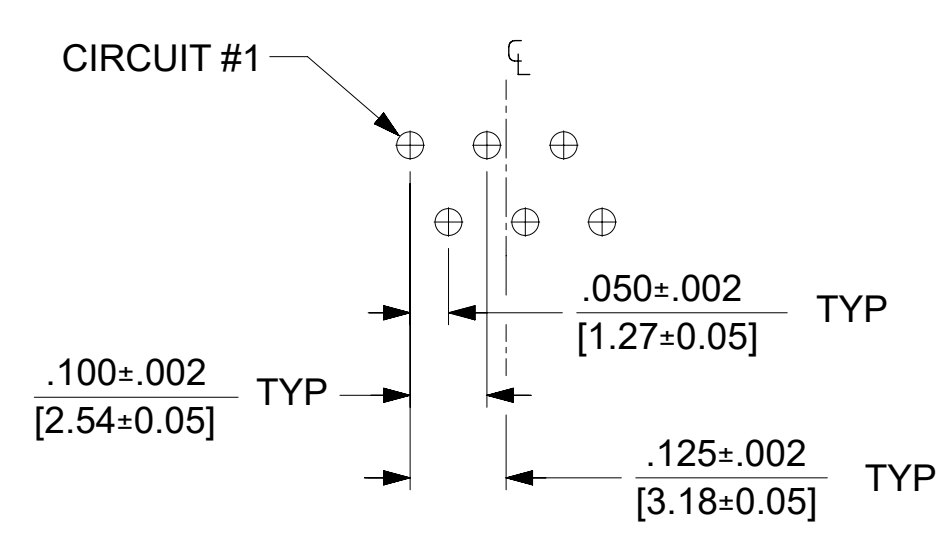 ℄
CIRCUIT #1
.050±.002
[1.27±0.05]
TYP
.100±.002
[2.54±0.05]
TYP
.125±.002
[3.18±0.05]
TYP